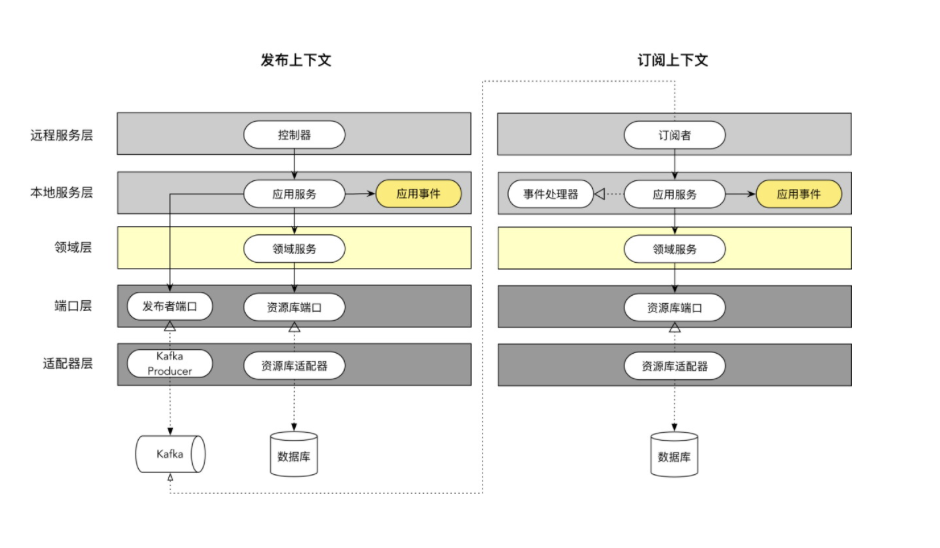 发布上下文
订阅上下文
远程服务层
控制器
订阅者
本地服务层
应用服务
应用事件
事件处理器
应用服务
应用事件
领域层
领域服务
领域服务
端口层
发布者端口
资源库端口
资源库端口
适配器层
Kafka
Producer
资源库适配器
资源库适配器
Kafka
数据库
数据库